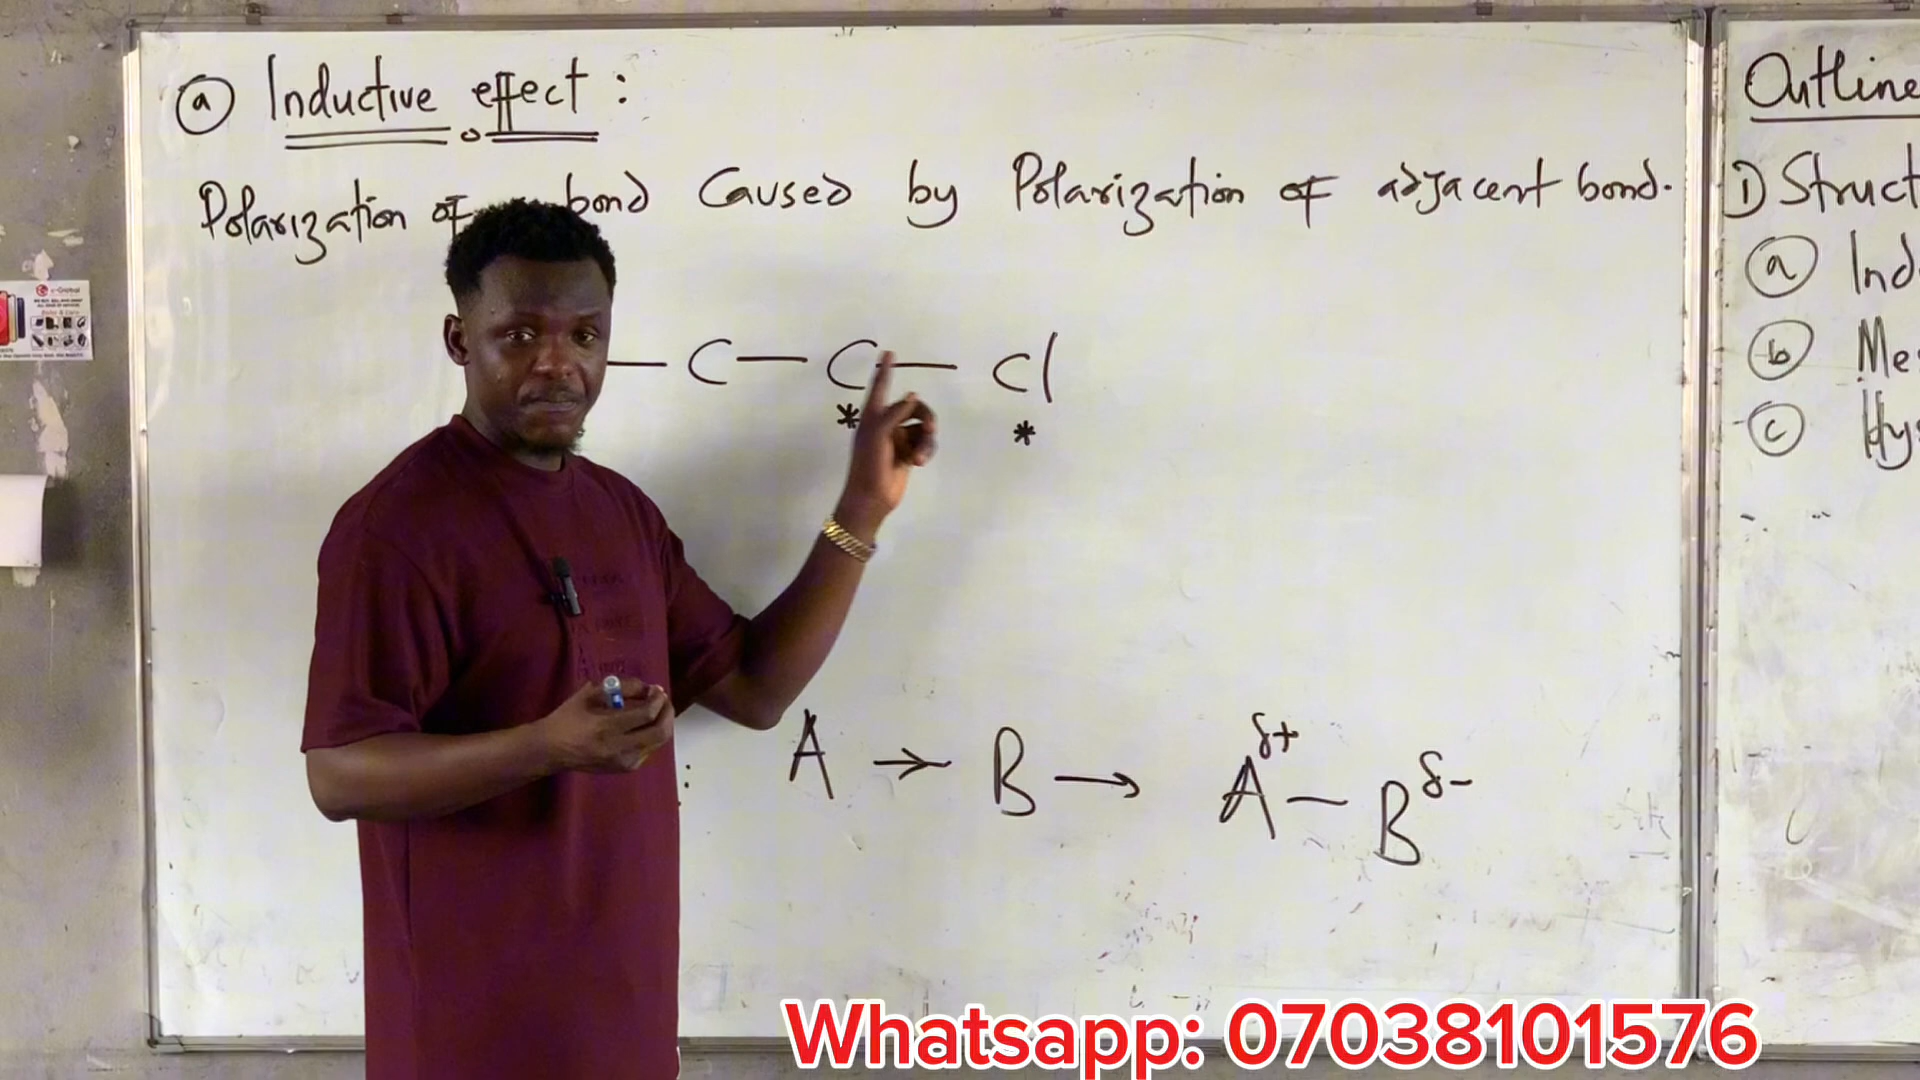 ⓐ Inductive effect :
Polarization of bond Caused by Polarization of adjacent bond.
— C — C — Cl
* *
: A → B → A δ+ — B δ-
Outline
① Struct
ⓐ Ind
ⓑ Me
ⓒ Hy
e-Global
Whatsapp: 07038101576